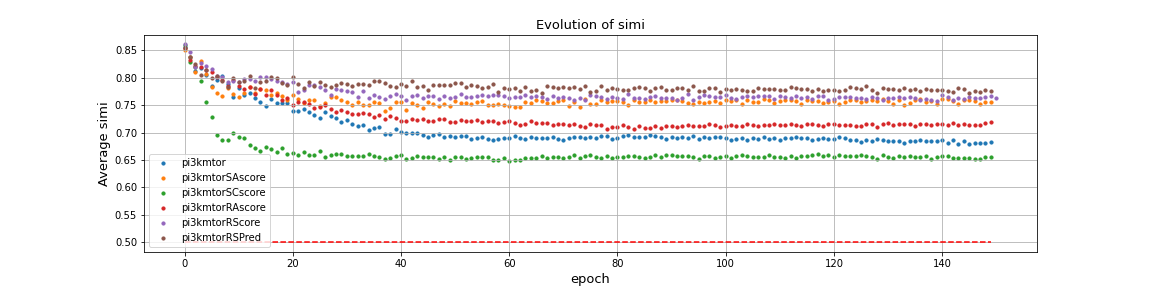 Evolution of simi
0.85
0.80
0.75
0.70
0.65
0.60
0.55
0.50
Average simi
pi3kmtor
pi3kmtorSAscore
pi3kmtorSCscore
pi3kmtorRAscore
pi3kmtorRScore
pi3kmtorRSPred
0 20 40 60 80 100 120 140
epoch